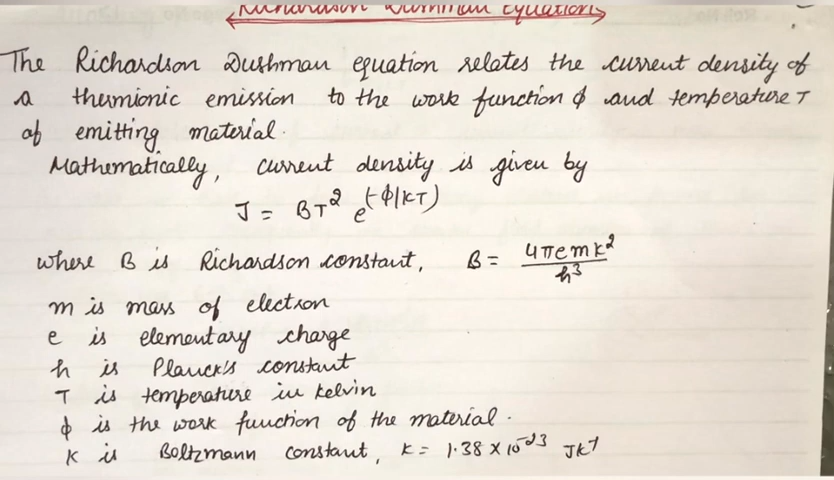 Richardson Dushman Equation
The Richardson Dushman equation relates the current density of
a thermionic emission to the work function ϕ and temperature T
of emitting material.
Mathematically, current density is given by
J = BT² e^(-ϕ/KT)
where B is Richardson constant, B = 4πemk²/h³
m is mass of electron
e is elementary charge
h is Planck's constant
T is temperature in kelvin
ϕ is the work function of the material.
K is Boltzmann constant, K = 1.38 × 10⁻²³ JK⁻¹